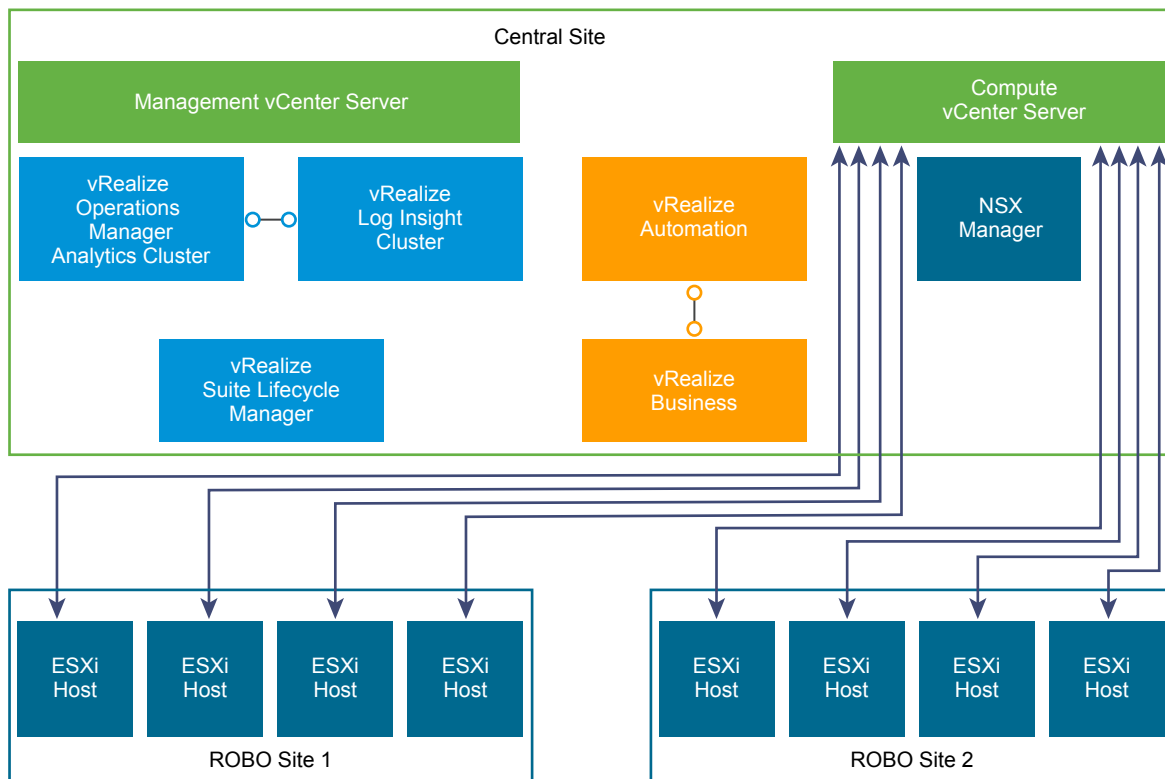 Central Site
Management vCenter Server
Compute
vCenter Server
vRealize
Operations
Manager
Analytics Cluster
vRealize
Log Insight
Cluster
vRealize
Automation
NSX
Manager
vRealize
Suite Lifecycle
Manager
vRealize
Business
ESXi
Host
ESXi
Host
ESXi
Host
ESXi
Host
ROBO Site 1
ESXi
Host
ESXi
Host
ESXi
Host
ESXi
Host
ROBO Site 2